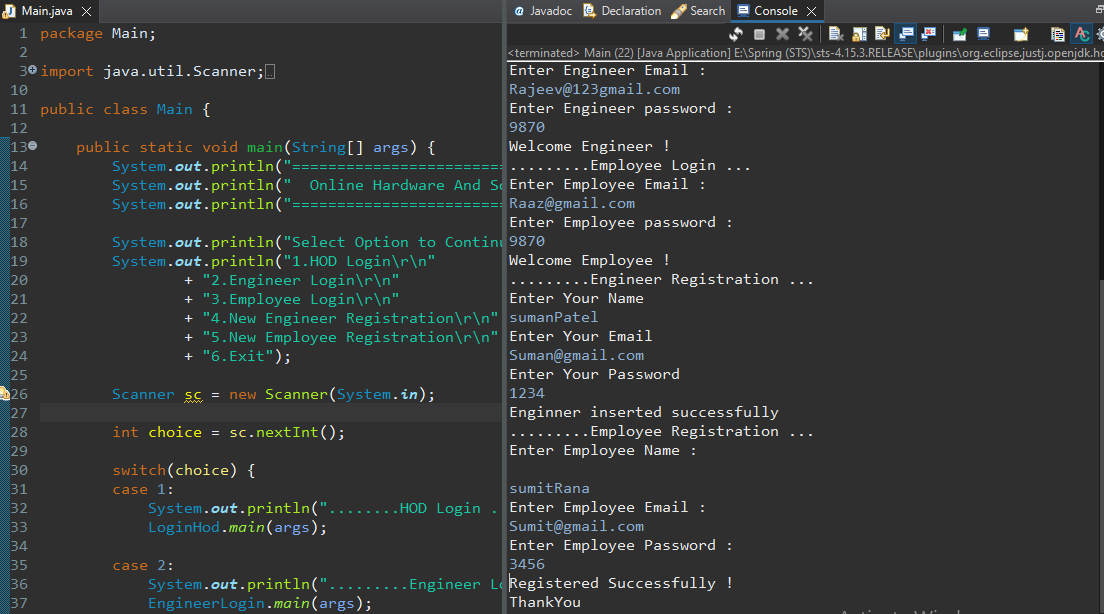 Main.java
1 package Main;
2
3 import java.util.Scanner;
10
11 public class Main {
12
13 public static void main(String[] args) {
14 System.out.println("========================
15 System.out.println("  Online Hardware And So
16 System.out.println("========================
17
18 System.out.println("Select Option to Continu
19 System.out.println("1.HOD Login\r\n"
20 + "2.Engineer Login\r\n"
21 + "3.Employee Login\r\n"
22 + "4.New Engineer Registration\r\n"
23 + "5.New Employee Registration\r\n"
24 + "6.Exit");
25
26 Scanner sc = new Scanner(System.in);
27
28 int choice = sc.nextInt();
29
30 switch(choice) {
31 case 1:
32 System.out.println("........HOD Login .
33 LoginHod.main(args);
34
35 case 2:
36 System.out.println(".........Engineer Lo
37 EngineerLogin.main(args);
Javadoc Declaration Search Console
<terminated> Main (22) [Java Application] E:\Spring (STS)\sts-4.15.3.RELEASE\plugins\org.eclipse.justj.openjdk.ho
Enter Engineer Email :
Rajeev@123gmail.com
Enter Engineer password :
9870
Welcome Engineer !
.........Employee Login ...
Enter Employee Email :
Raaz@gmail.com
Enter Employee password :
9870
Welcome Employee !
.........Engineer Registration ...
Enter Your Name
sumanPatel
Enter Your Email
Suman@gmail.com
Enter Your Password
1234
Enginner inserted successfully
.........Employee Registration ...
Enter Employee Name :
sumitRana
Enter Employee Email :
Sumit@gmail.com
Enter Employee Password :
3456
Registered Successfully !
ThankYou